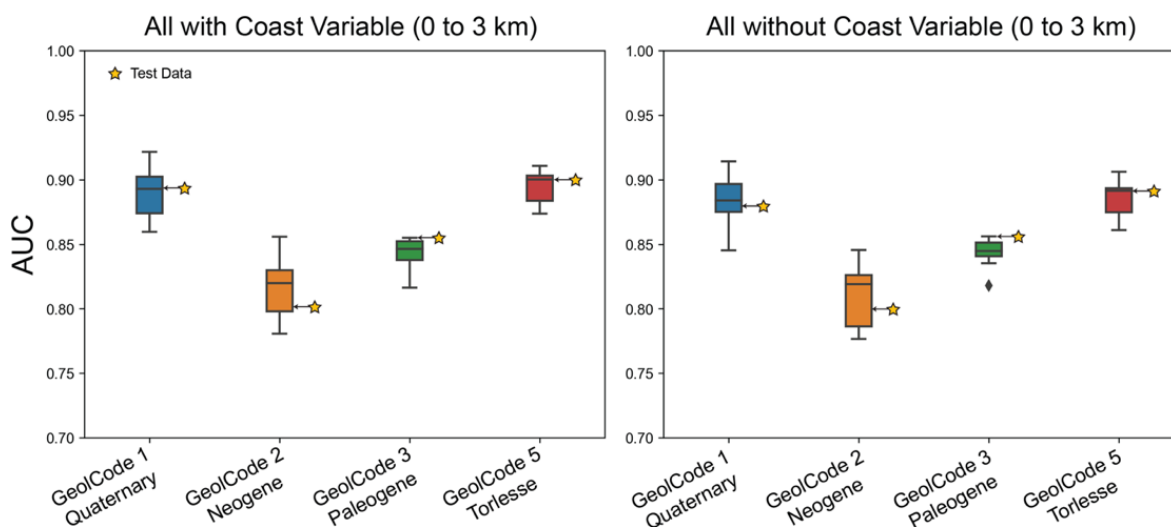 All with Coast Variable (0 to 3 km)
All without Coast Variable (0 to 3 km)
AUC
1.00
0.95
0.90
0.85
0.80
0.75
0.70
Test Data
GeolCode 1
Quaternary
GeolCode 2
Neogene
GeolCode 3
Paleogene
GeolCode 5
Torlesse
1.00
0.95
0.90
0.85
0.80
0.75
0.70
GeolCode 1
Quaternary
GeolCode 2
Neogene
GeolCode 3
Paleogene
GeolCode 5
Torlesse